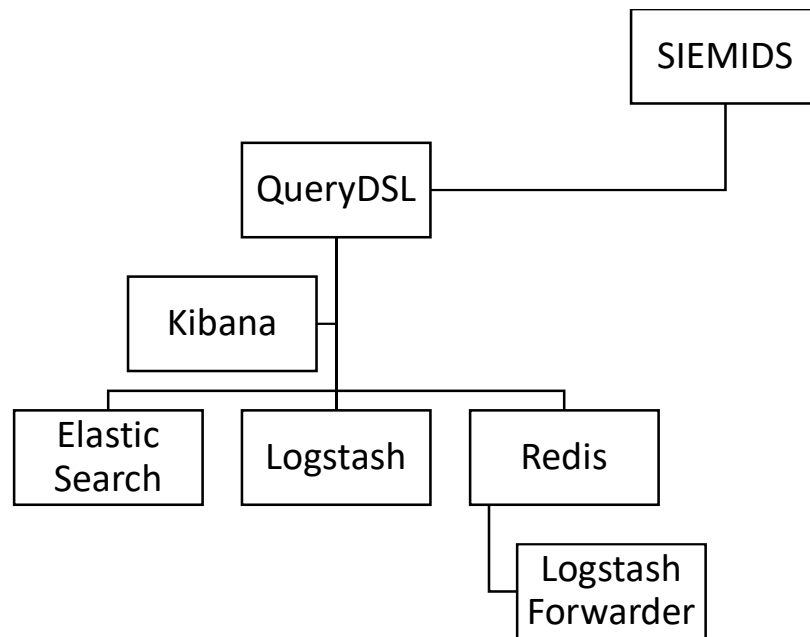 SIEMIDS
QueryDSL
Kibana
Elastic
Search
Logstash
Redis
Logstash
Forwarder